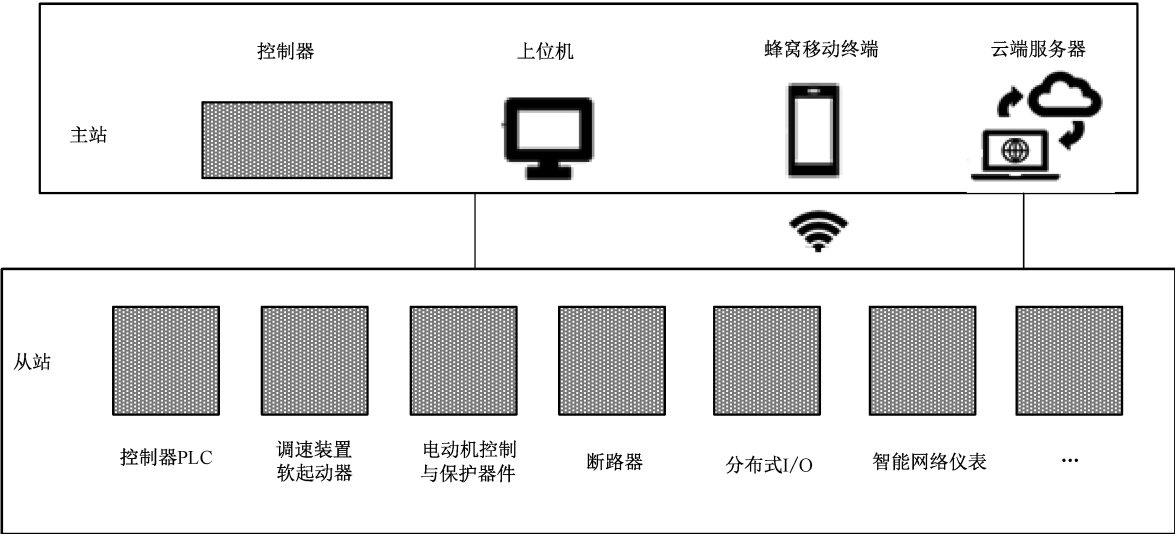 控制器
上位机
蜂窝移动终端
云端服务器
主站
从站
控制器PLC
调速装置
软起动器
电动机控制
与保护器件
断路器
分布式I/O
智能网络仪表
…